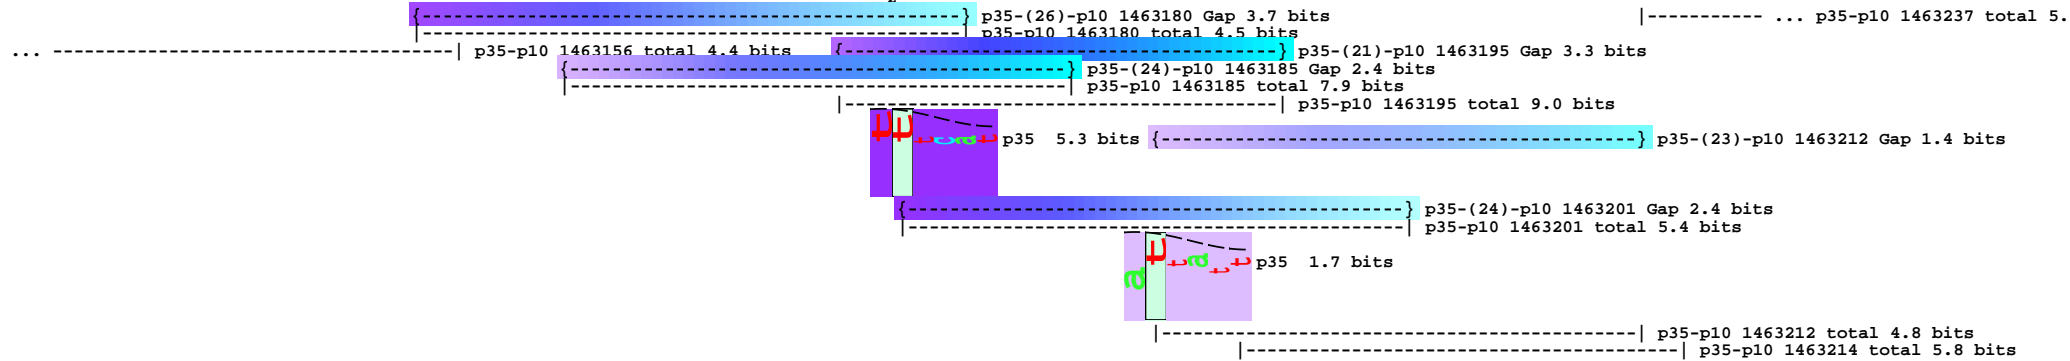 {----------------------------------------------------} p35-(26)-p10 1463180 Gap 3.7 bits |----------- ... p35-p10 1463237 total 5.
|----------------------------------------------------| p35-p10 1463180 total 4.5 bits
... --------------------------------------| p35-p10 1463156 total 4.4 bits {------------------------------------------} p35-(21)-p10 1463195 Gap 3.3 bits
{------------------------------------------------} p35-(24)-p10 1463185 Gap 2.4 bits
|------------------------------------------------| p35-p10 1463185 total 7.9 bits
|------------------------------------------| p35-p10 1463195 total 9.0 bits
tttcat p35 5.3 bits {----------------------------------------------} p35-(23)-p10 1463212 Gap 1.4 bits
{------------------------------------------------} p35-(24)-p10 1463201 Gap 2.4 bits
|------------------------------------------------| p35-p10 1463201 total 5.4 bits
attatt p35 1.7 bits
|----------------------------------------------| p35-p10 1463212 total 4.8 bits
|------------------------------------------| p35-p10 1463214 total 5.8 bits